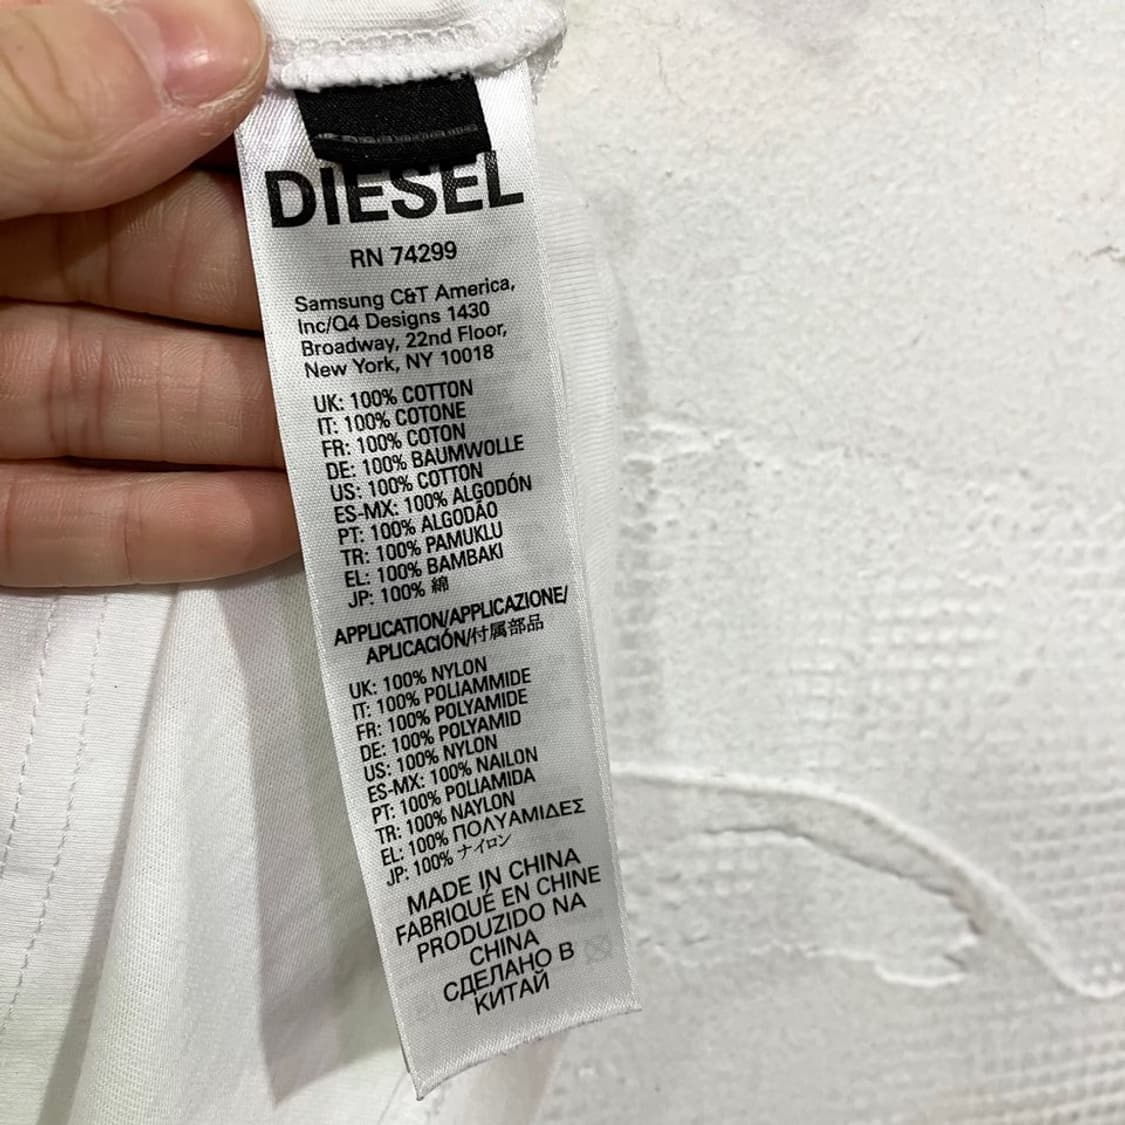 DIESEL
RN 74299
Samsung C&T America,
Inc/Q4 Designs 1430
Broadway, 22nd Floor,
New York, NY 10018
UK: 100% COTTON
IT: 100% COTONE
FR: 100% COTON
DE: 100% BAUMWOLLE
US: 100% COTTON
ES-MX: 100% ALGODÓN
PT: 100% ALGODÃO
TR: 100% PAMUKLU
EL: 100% BAMBAKI
JP: 100% 綿
APPLICATION/APPLICAZIONE/
APLICACIÓN/付属部品
UK: 100% NYLON
IT: 100% POLIAMMIDE
FR: 100% POLYAMIDE
DE: 100% POLYAMID
US: 100% NYLON
ES-MX: 100% NAILON
PT: 100% POLIAMIDA
TR: 100% NAYLON
EL: 100% ΠΟΛΥΑΜΙΔΕΣ
JP: 100% ナイロン
MADE IN CHINA
FABRIQUÉ EN CHINE
PRODUZIDO NA
CHINA
СДЕЛАНО В
КИТАЙ